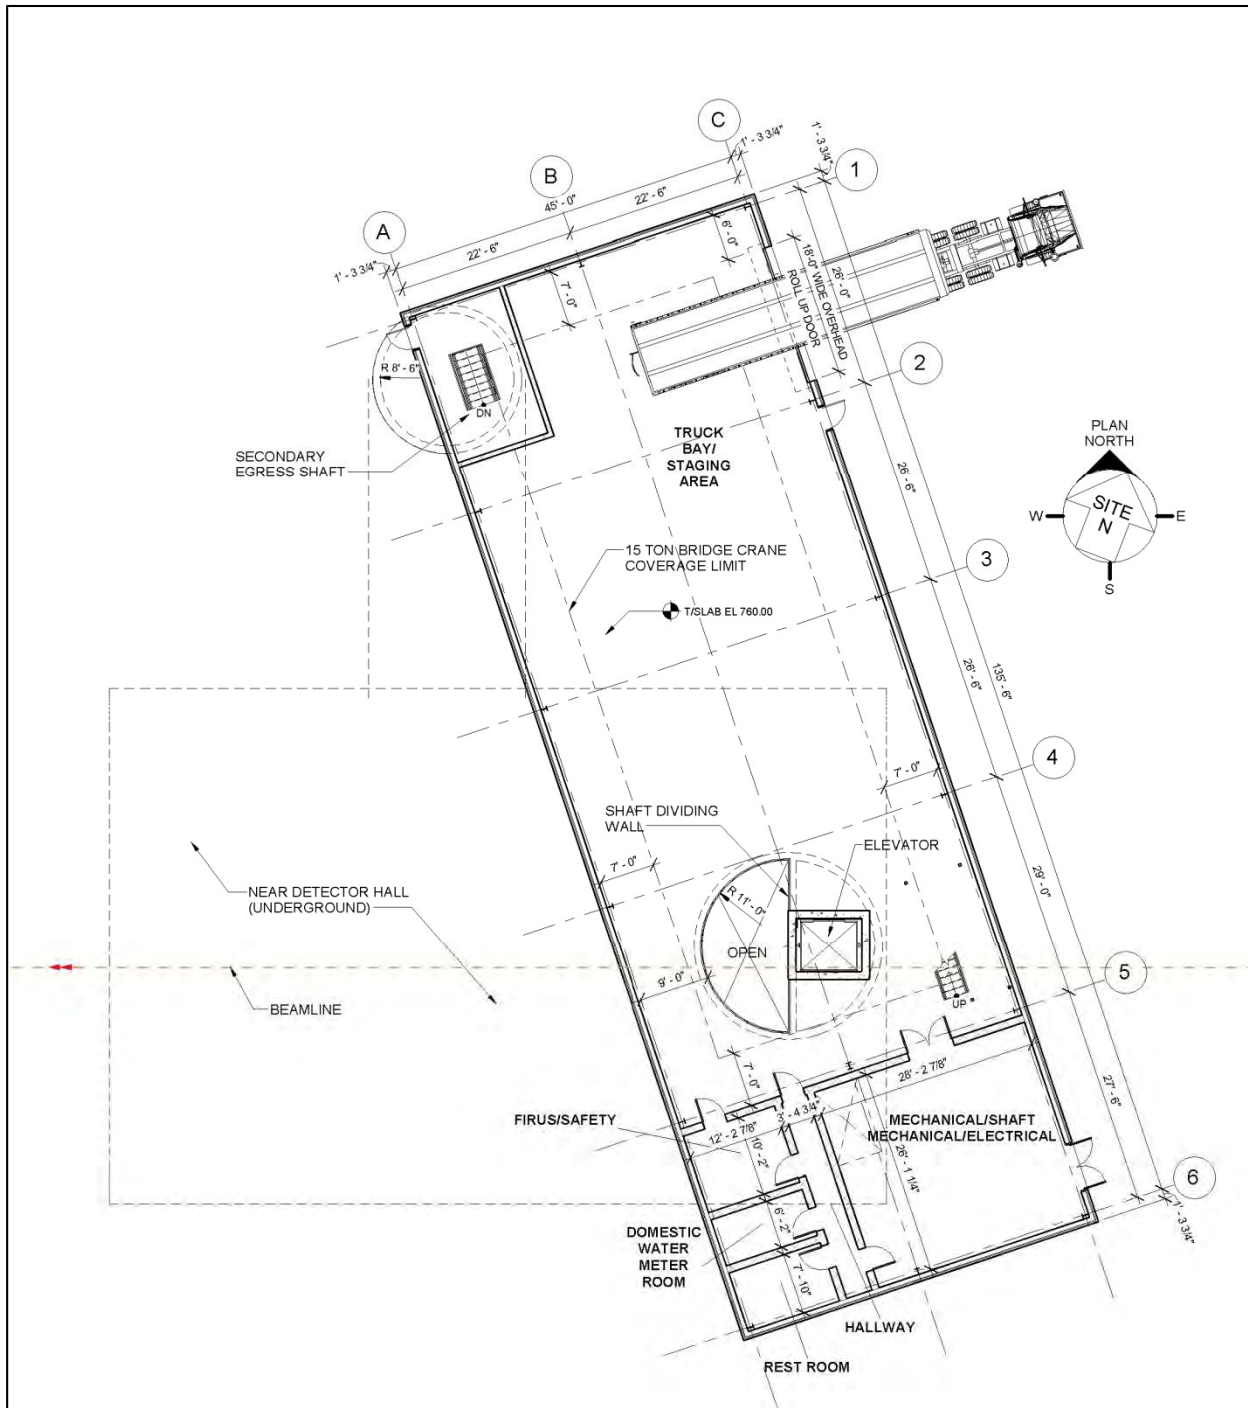 C
1' - 3 3/4"
1' - 3 3/4"
1
B
45' - 0"
22' - 6"
A
22' - 6"
1' - 3 3/4"
6' - 0"
7' - 0"
18'-0" WIDE OVERHEAD
ROLL UP DOOR
26' - 0"
2
R 8' - 6"
DN
SECONDARY
EGRESS SHAFT
TRUCK
BAY/
STAGING
AREA
26' - 6"
PLAN
NORTH
W
SITE
N
E
S
15 TON BRIDGE CRANE
COVERAGE LIMIT
3
T/SLAB EL 760.00
26' - 6"
135' - 6"
4
7' - 0"
SHAFT DIVIDING
WALL
ELEVATOR
7' - 0"
R 11' - 0"
29' - 0"
NEAR DETECTOR HALL
(UNDERGROUND)
OPEN
9' - 0"
5
BEAMLINE
UP
7' - 0"
28' - 2 7/8"
27' - 6"
FIRUS/SAFETY
3' - 4 3/4"
12' - 2 7/8"
MECHANICAL/SHAFT
MECHANICAL/ELECTRICAL
10' - 2"
26' - 1 1/4"
6
1' - 3 3/4"
6' - 2"
DOMESTIC
WATER
METER
ROOM
7' - 10"
HALLWAY
REST ROOM